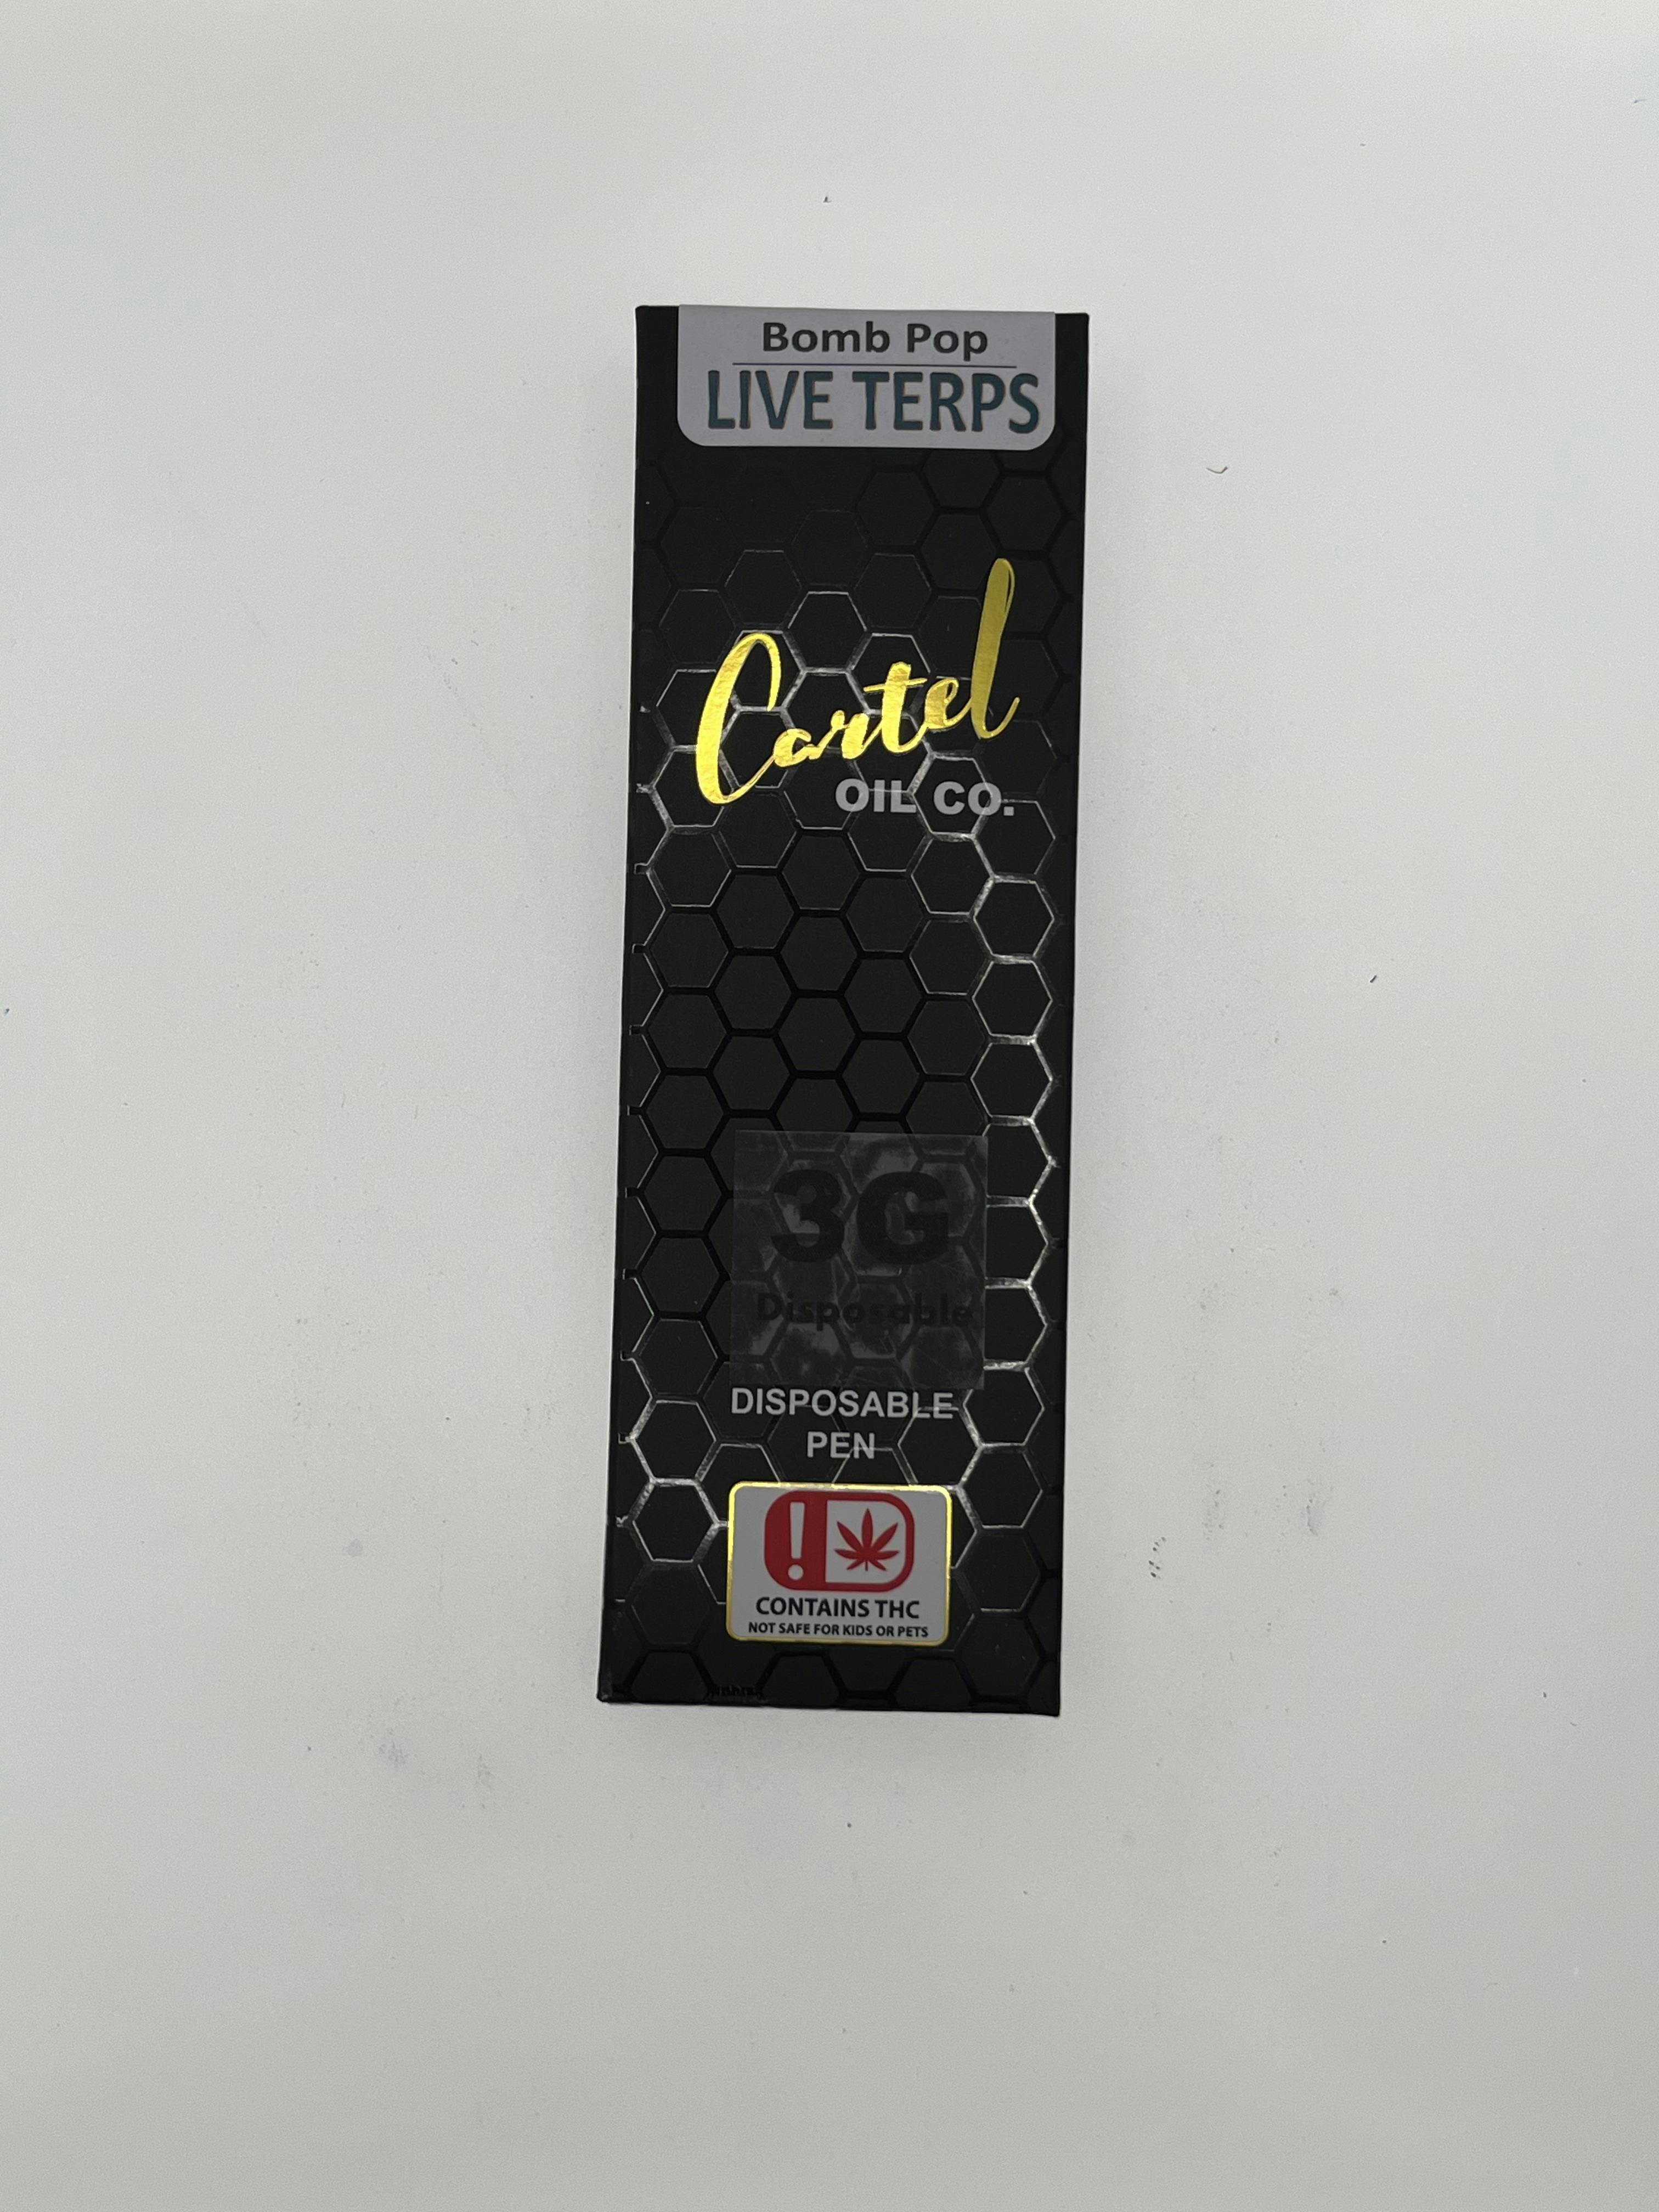 Bomb Pop
LIVE TERPS
Cartel
OIL CO.
3G
Disposable
DISPOSABLE
PEN
!
CONTAINS THC
NOT SAFE FOR KIDS OR PETS